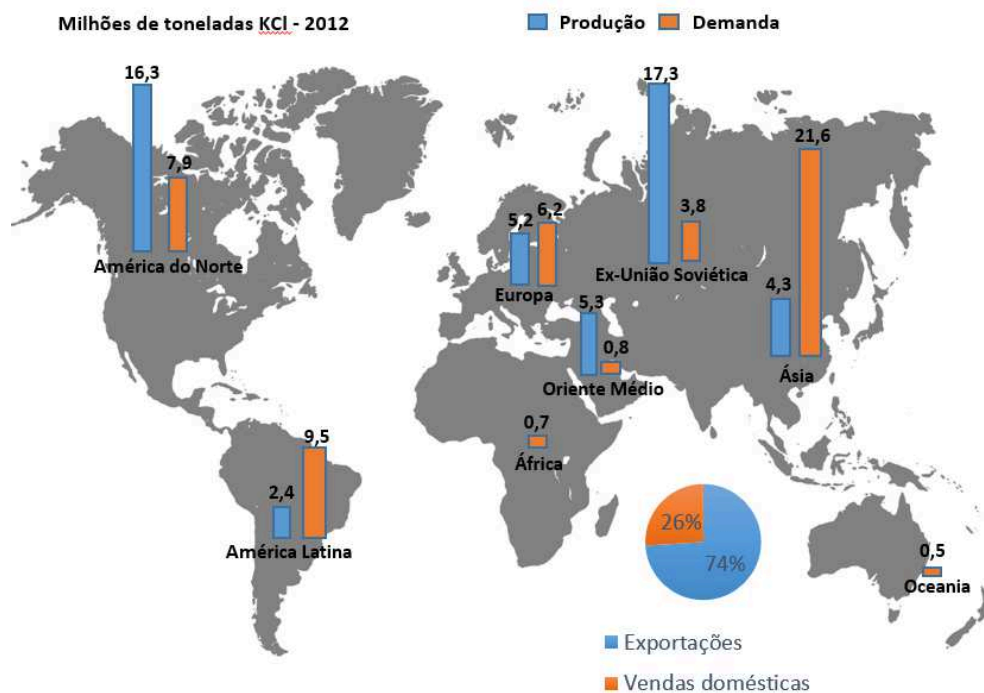 Milhões de toneladas KCl - 2012
Produção Demanda
16,3
7,9
América do Norte
17,3
3,8
Ex-União Soviética
21,6
4,3
Ásia
5,2
6,2
Europa
5,3
0,8
Oriente Médio
0,7
África
9,5
2,4
América Latina
26%
74%
0,5
Oceania
Exportações
Vendas domésticas